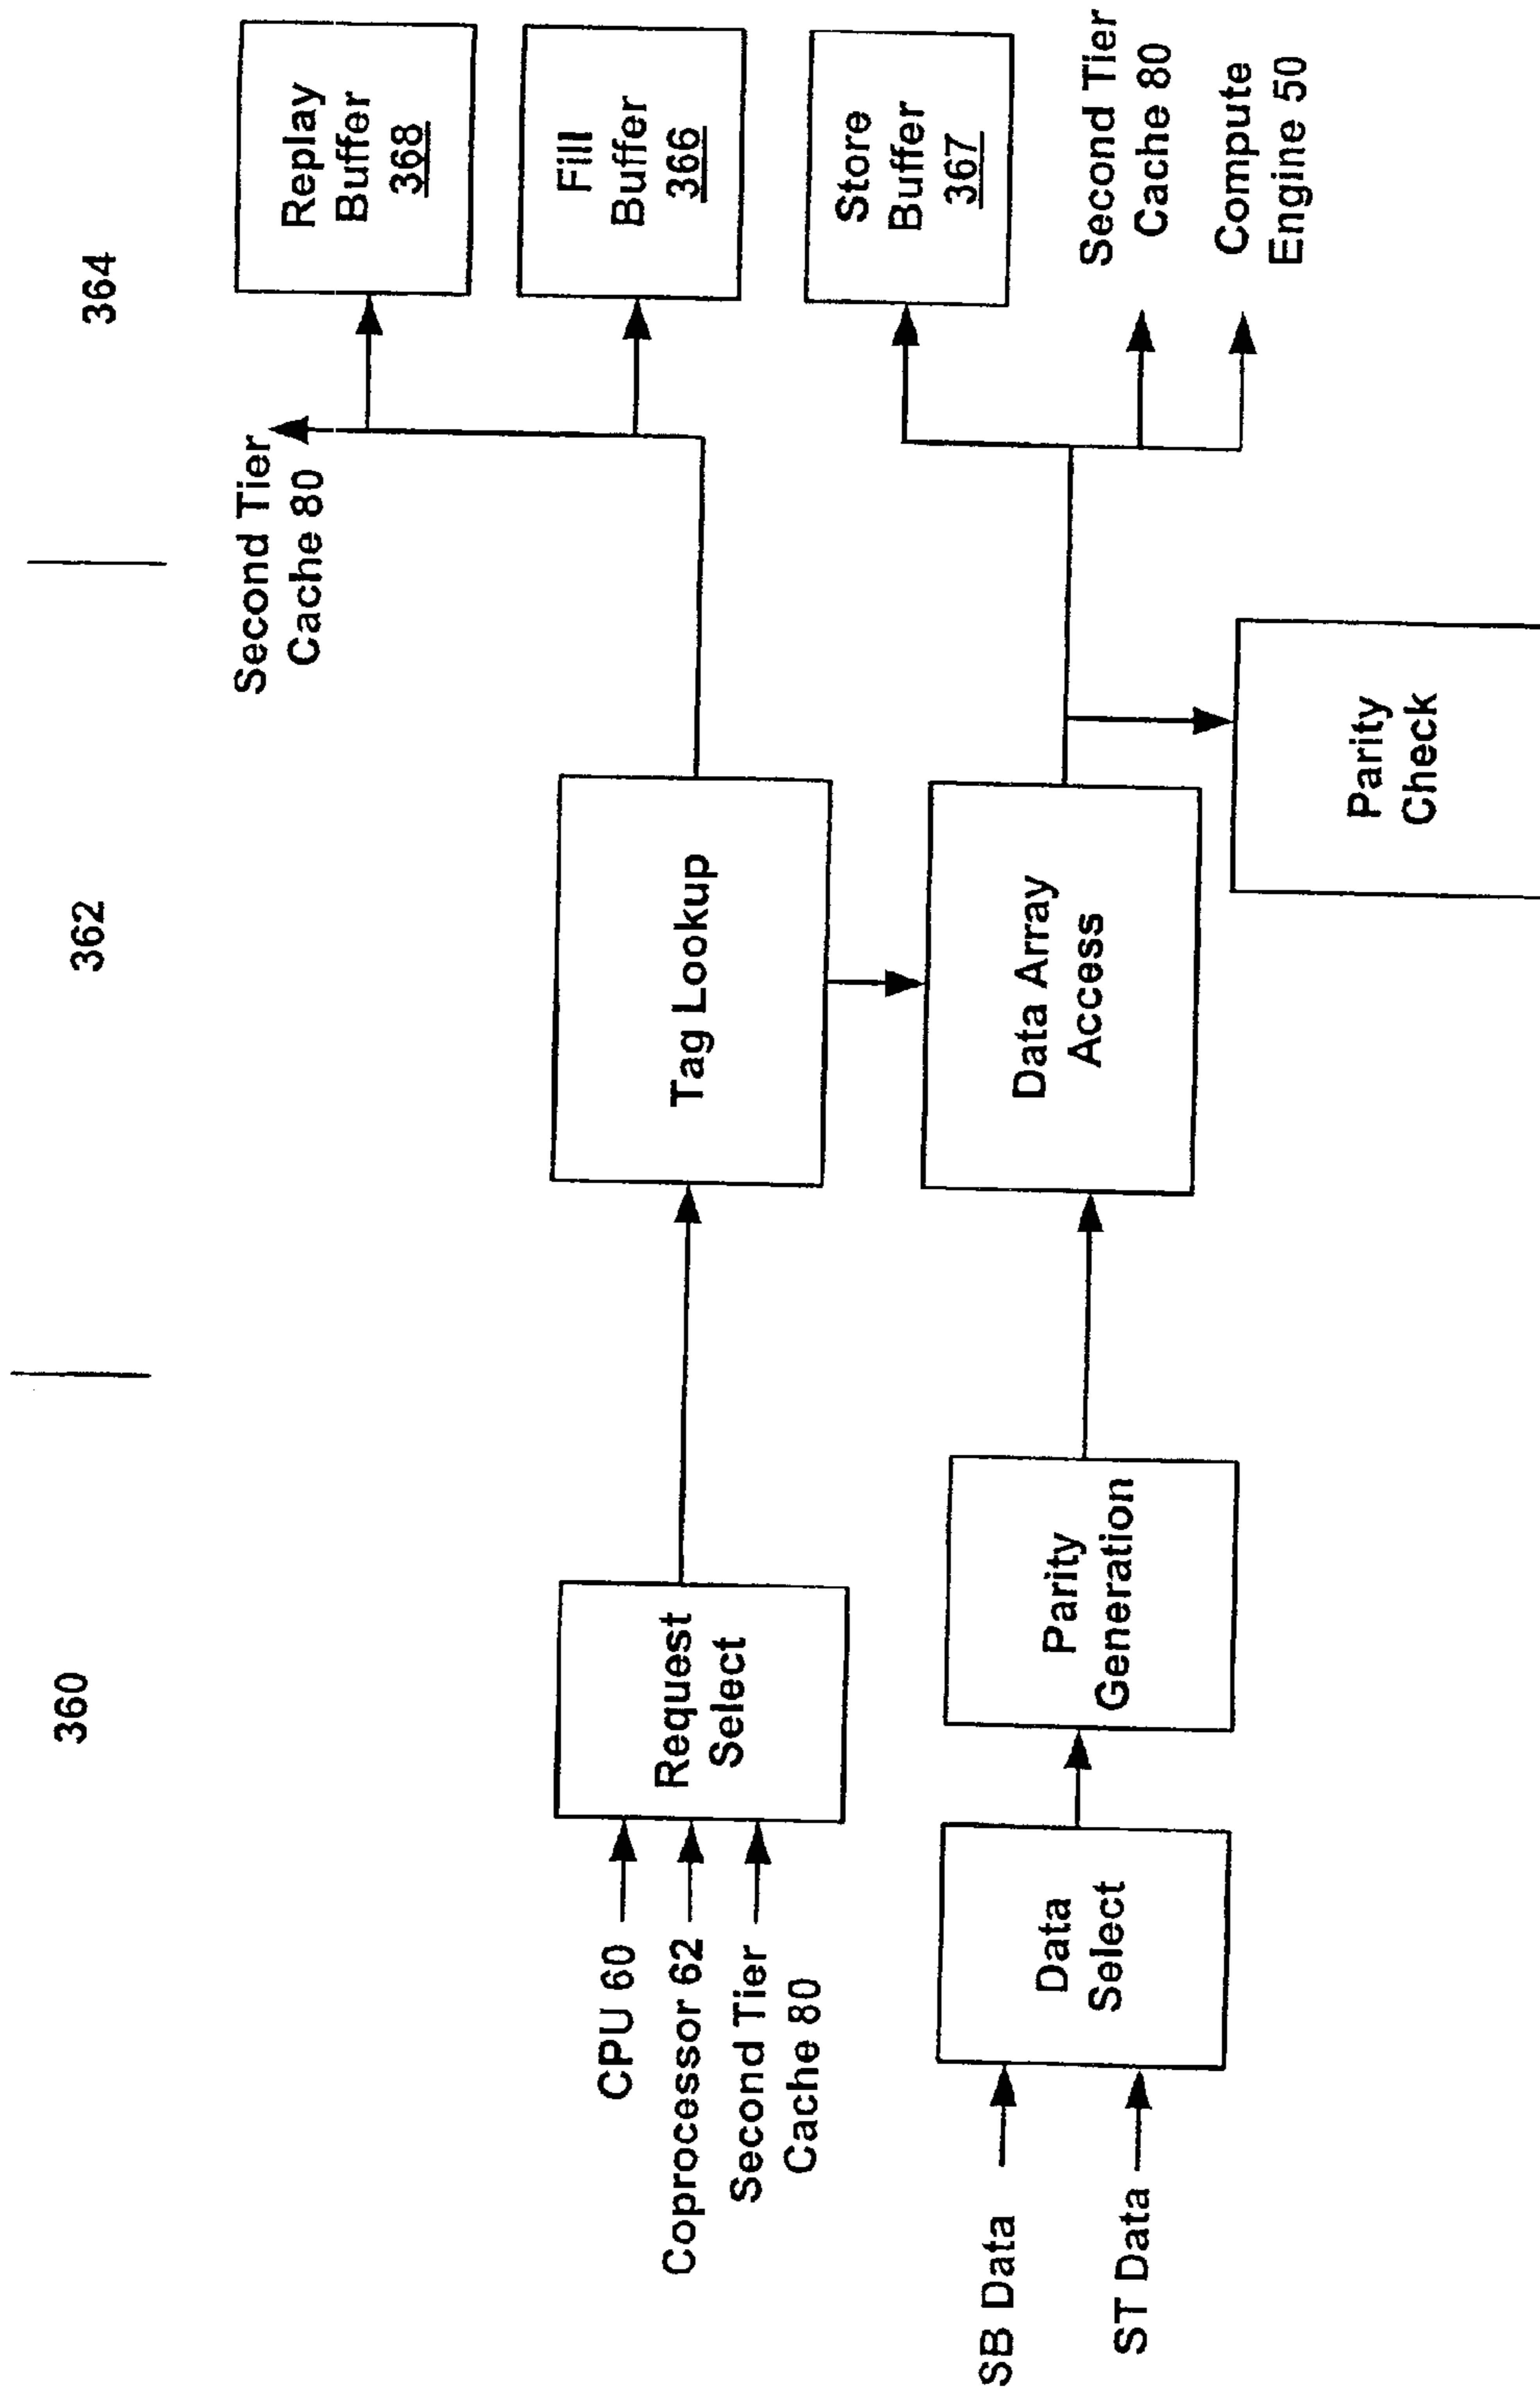 360
362
364
CPU 60
Coprocessor 62
Second Tier
Cache 80
Request
Select
Tag Lookup
Second Tier
Cache 80
Replay
Buffer
368
Fill
Buffer
366
SB Data
ST Data
Data
Select
Parity
Generation
Data Array
Access
Parity
Check
Store
Buffer
367
Second Tier
Cache 80
Compute
Engine 50